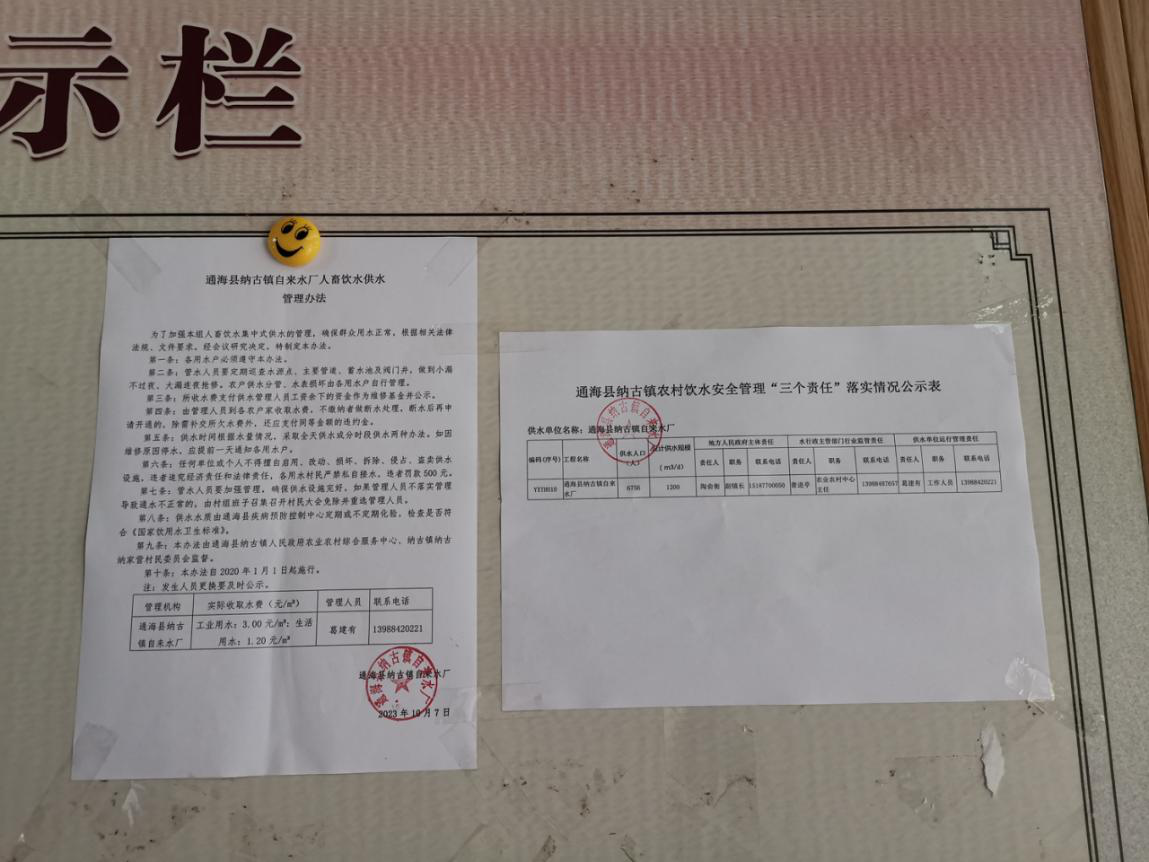 示栏
通海县纳古镇自来水厂人畜饮水供水
管理办法
为了加强本组人畜饮水集中式供水的管理，确保群众用水正常，根据相关法律
法规、文件要求。经会议研究决定，特制定本办法。
第一条：各用水户必须遵守本办法。
第二条：管水人员要定期巡查水源点、主要管道、蓄水池及阀门井，做到小漏
不过夜、大漏连夜抢修。农户供水分管、水表损坏由各用水户自行管理。
第三条：所收水费支付供水管理人员工资余下的资金作为维修基金并公示。
第四条：由管理人员到各农户家收取水费，不缴纳者做断水处理，断水后再申
请开通的。除需补交所欠水费外，还应支付同等金额的违约金。
第五条：供水时间根据水量情况，采取全天供水或分时段供水两种办法。如因
维修原因停水，应提前一天通知各用水户。
第六条：任何单位或个人不得擅自启用、改动、损坏、拆除、侵占、盗卖供水
设施，违者追究经济责任和法律责任，各用水村民严禁私自接水，违者罚款 500 元。
第七条：管水人员要加强管理，确保供水设施完好。如果管理人员不落实管理
导致通水不正常的，由村组班子召集召开村民大会免除并重选管理人员。
第八条：供水水质由通海县疾病预防控制中心定期或不定期化验，检查是否符
合《国家饮用水卫生标准》。
第九条：本办法由通海县纳古镇人民政府农业农村综合服务中心、纳古镇纳古
纳家营村民委员会监督。
第十条：本办法自 2020 年 1 月 1 日起施行。
注：发生人员更换要及时公示。
管理机构 实际收取水费（元/m³） 管理人员 联系电话
通海县纳古镇自来水厂 工业用水：3.00 元/m³；生活用水：1.20 元/m³ 葛建有 13988420221
通海县纳古镇自来水厂
2023 年 10 月 7 日
通海县纳古镇农村饮水安全管理“三个责任”落实情况公示表
供水单位名称：通海县纳古镇自来水厂
编码(序号) 工程名称 供水人口（人） 设计供水规模（m3/d） 地方人民政府主体责任 水行政主管部门行业监管责任 供水单位运行管理责任
责任人 职务 联系电话 责任人 职务 联系电话 责任人 职务 联系电话
通海县纳古镇自来水厂 6756 1200 副镇长 15187700650 农业农村中心主任 13988487657 葛建有 工作人员 13988420221